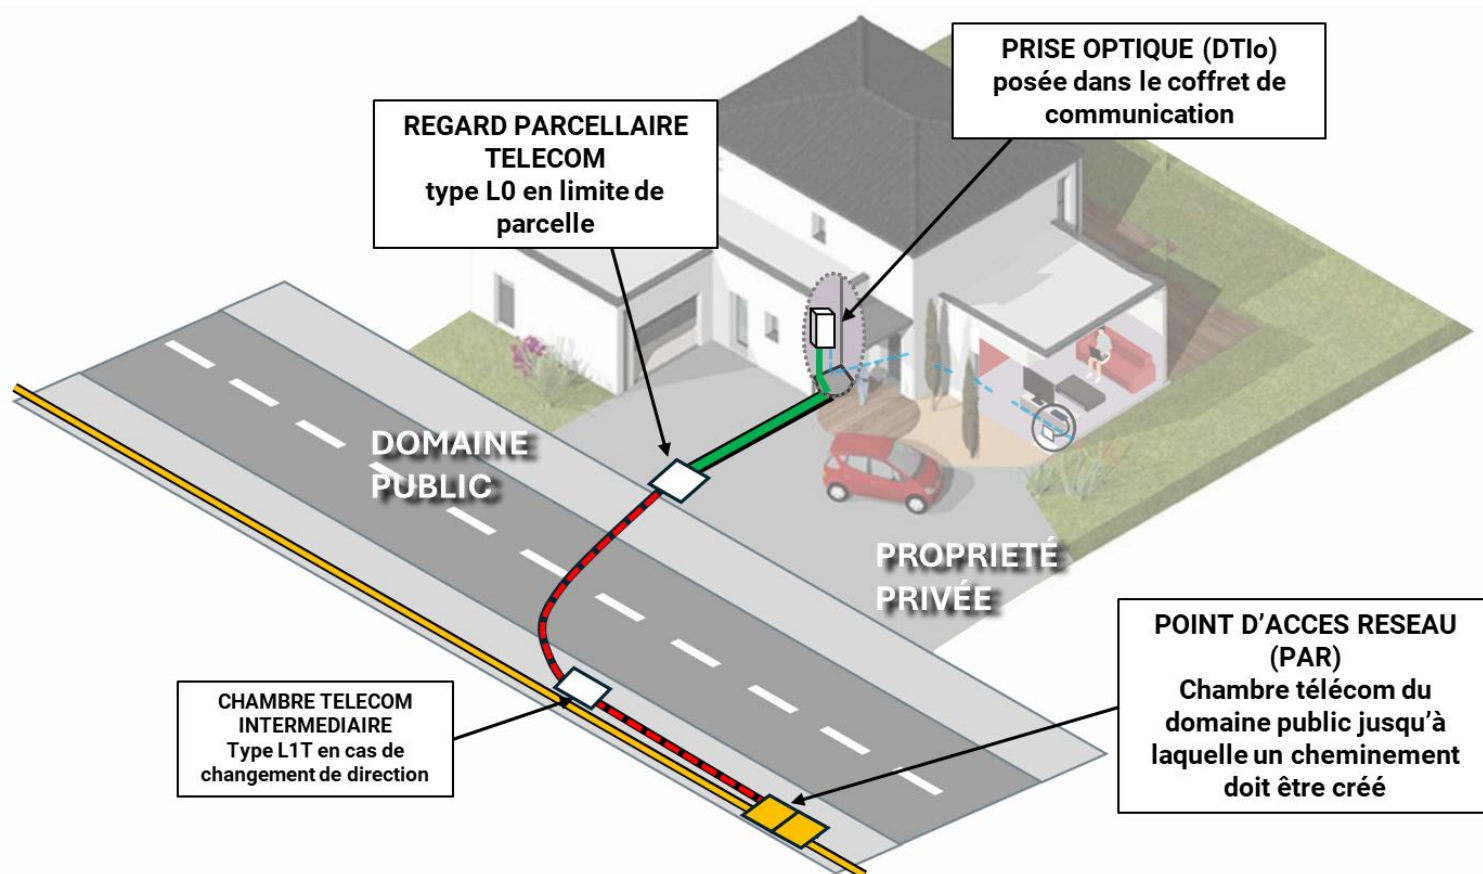 PRISE OPTIQUE (DTIo)
posée dans le coffret de
communication
REGARD PARCELLAIRE
TELECOM
type L0 en limite de
parcelle
DOMAINE
PUBLIC
PROPRIETÉ
PRIVÉE
POINT D’ACCES RESEAU
(PAR)
Chambre télécom du
domaine public jusqu’à
laquelle un cheminement
doit être créé
CHAMBRE TELECOM
INTERMEDIAIRE
Type L1T en cas de
changement de direction